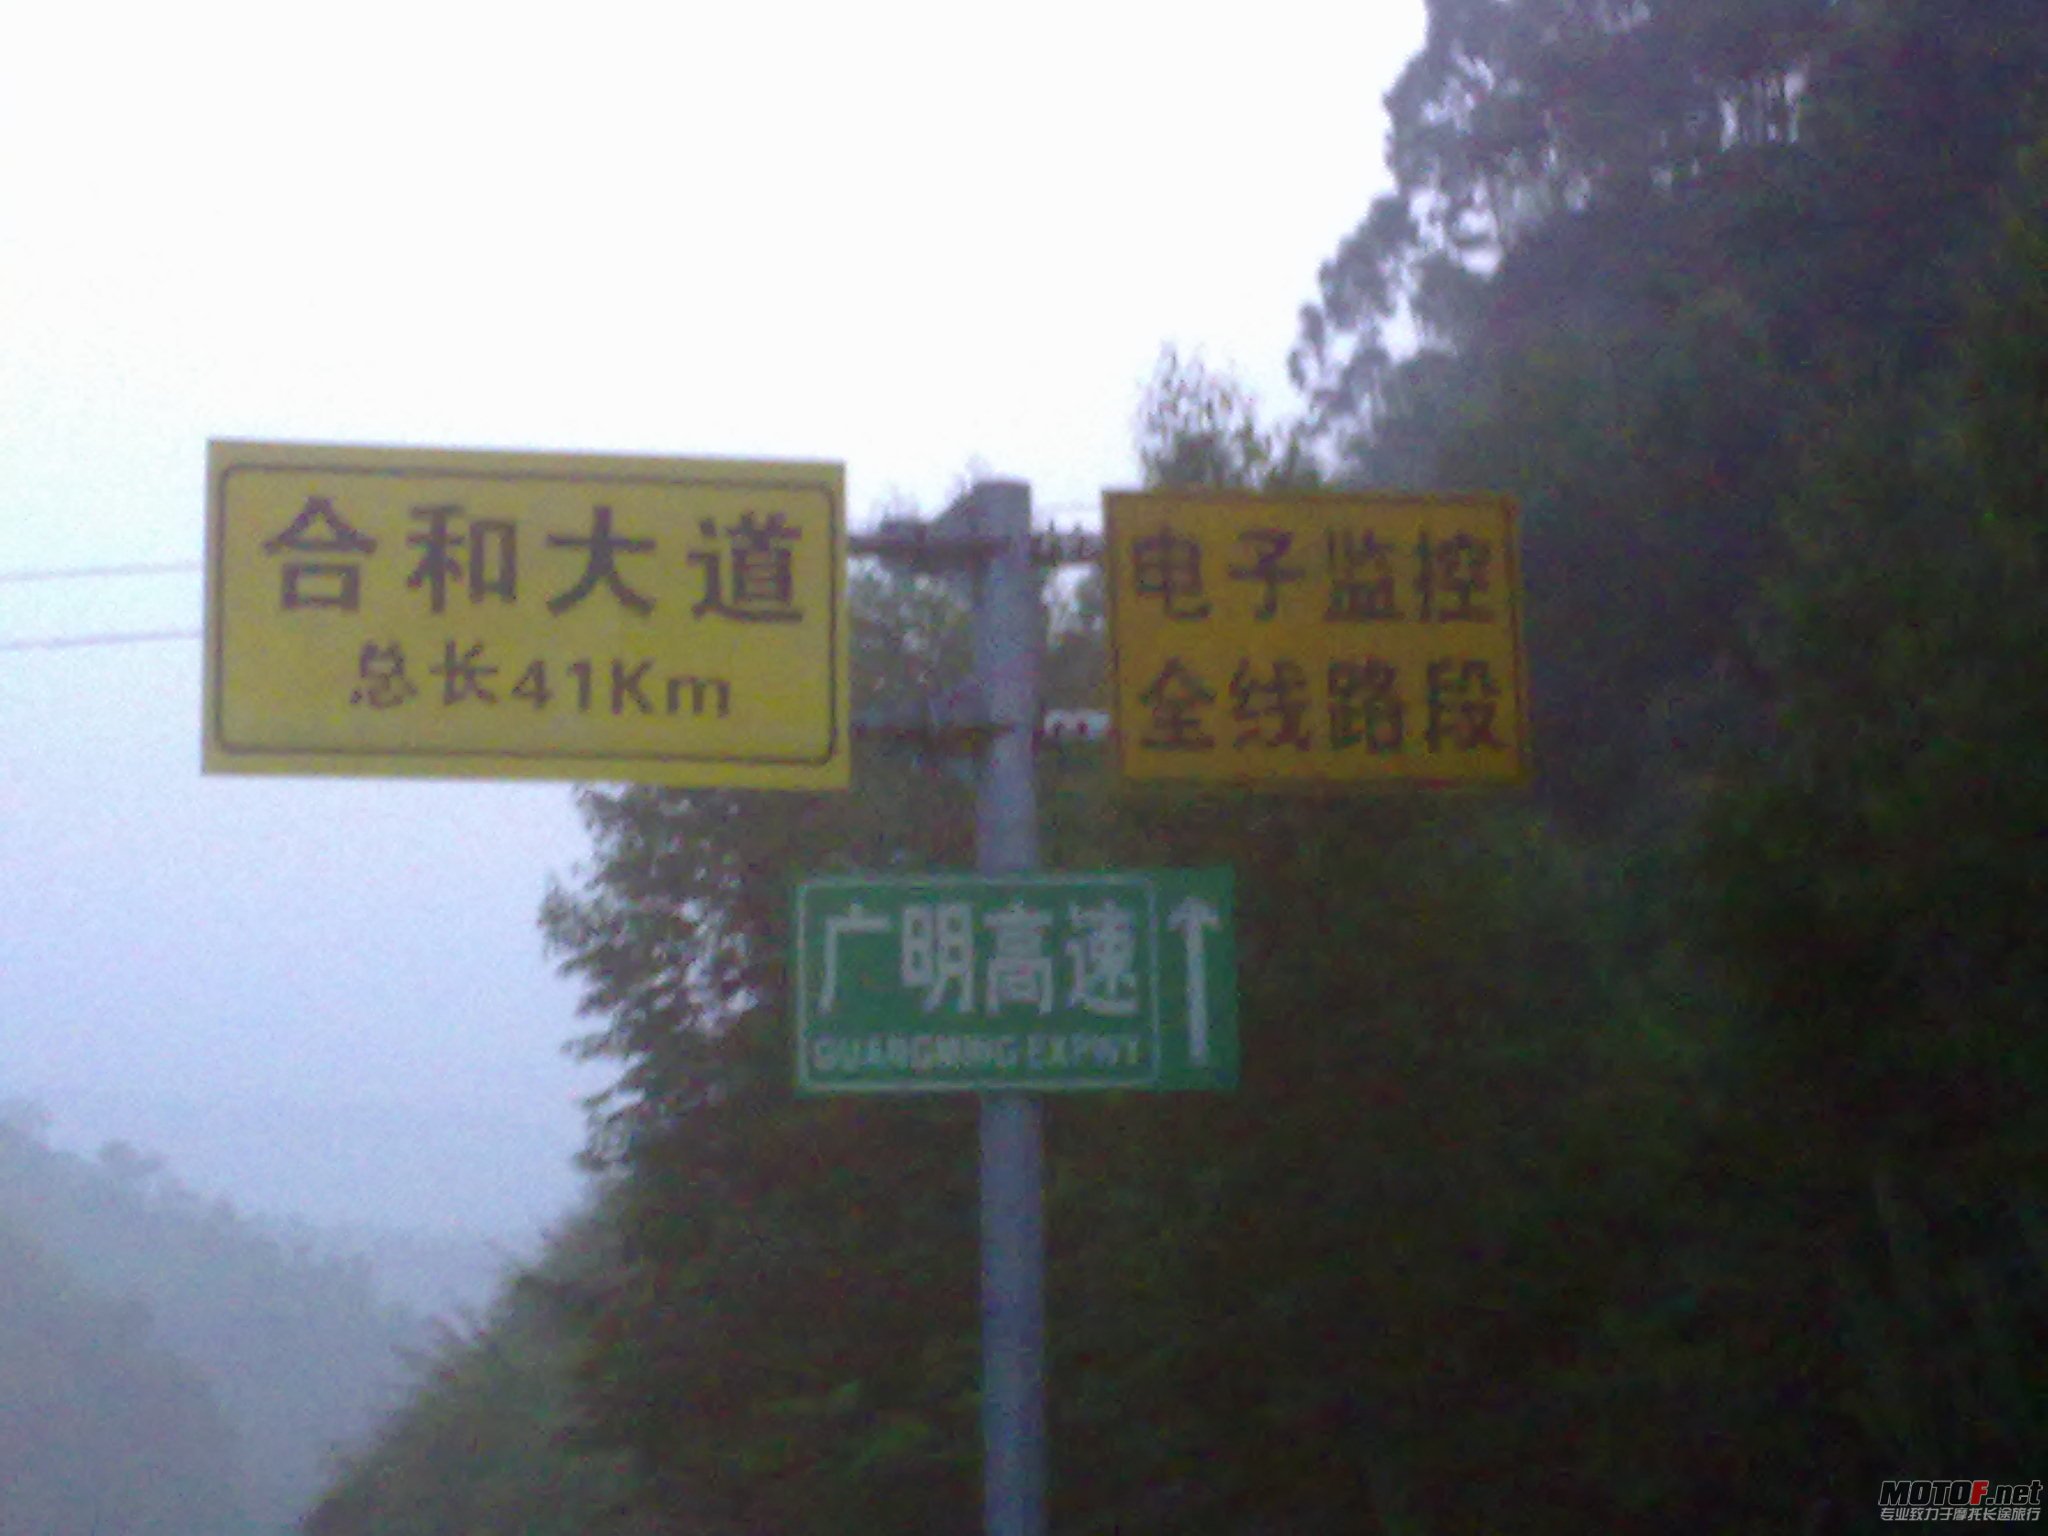 合和大道
总长41Km
电子监控
全线路段
广明高速
GUANGMING EXPWY
MOTOF.net
专业致力于摩托长途旅行